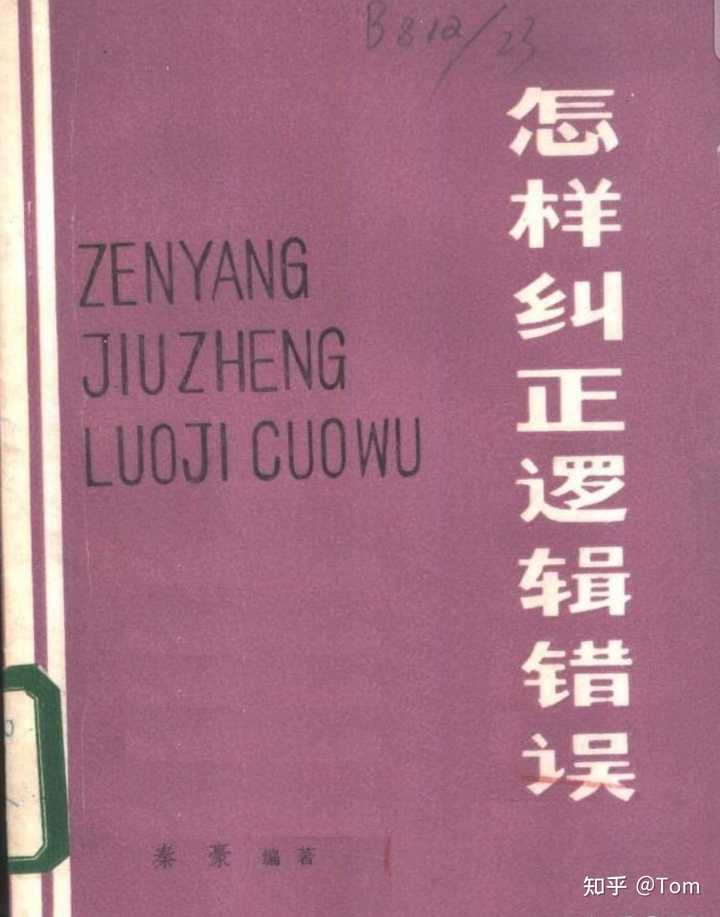 B812/23
怎样纠正逻辑错误
ZENYANG
JIUZHENG
LUOJI CUOWU
秦豪 编著
知乎 @Tom